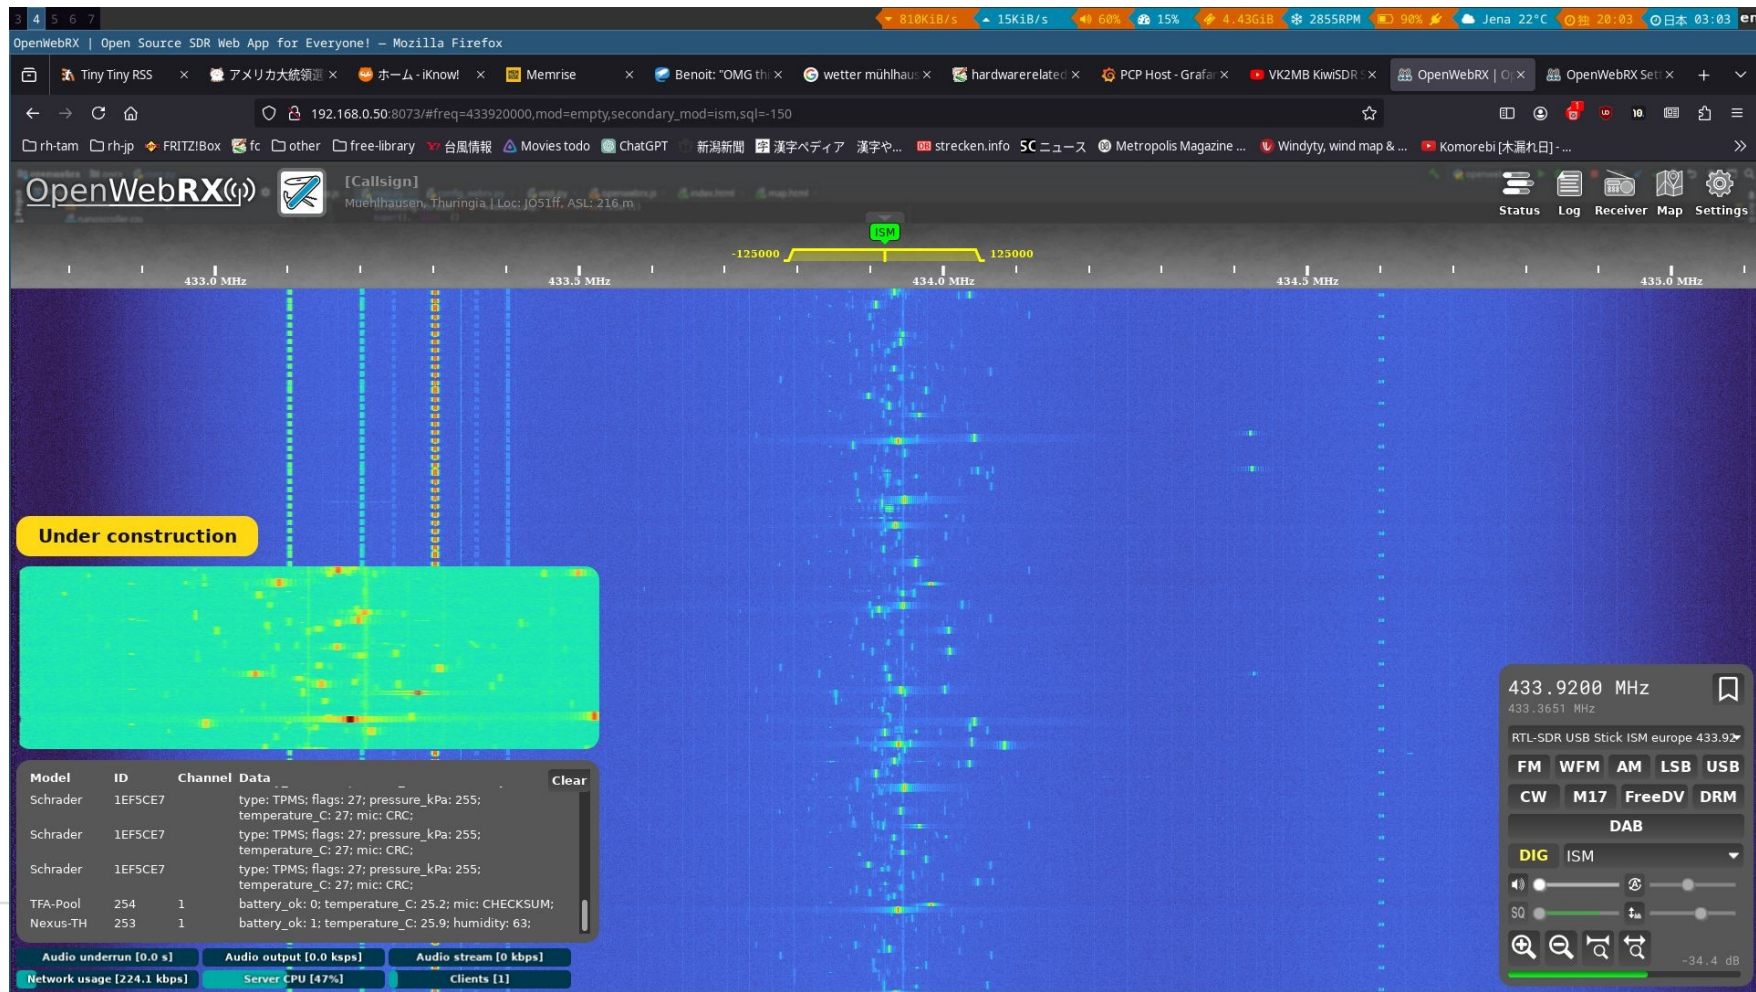 3 4 5 6 7
810KiB/s 15KiB/s 60% 15% 4.43GiB 2855RPM 90% Jena 22°C 独 20:03 日本 03:03 en
OpenWebRX | Open Source SDR Web App for Everyone! — Mozilla Firefox
Tiny Tiny RSS アメリカ大統領選 ホーム - iKnow! Memrise Benoit: "OMG thi wetter mühlhaus hardwarerelated PCP Host - Grafan VK2MB KiwiSDR S OpenWebRX | O OpenWebRX Sett
192.168.0.50:8073/#freq=433920000,mod=empty,secondary_mod=ism,sql=-150
rh-tam rh-jp FRITZ!Box fc other free-library 台風情報 Movies todo ChatGPT 新潟新聞 漢字ペディア 漢字や... strecken.info ニュース Metropolis Magazine ... Windyty, wind map & ... Komorebi [木漏れ日] - ...
OpenWebRX
[Callsign]
Muehlhausen, Thuringia | Loc: JO51ff, ASL: 216 m
Status Log Receiver Map Settings
ISM
-125000 125000
433.0 MHz 433.5 MHz 434.0 MHz 434.5 MHz 435.0 MHz
Under construction
Model ID Channel Data Clear
Schrader 1EF5CE7 type: TPMS; flags: 27; pressure_kPa: 255;
temperature_C: 27; mic: CRC;
Schrader 1EF5CE7 type: TPMS; flags: 27; pressure_kPa: 255;
temperature_C: 27; mic: CRC;
Schrader 1EF5CE7 type: TPMS; flags: 27; pressure_kPa: 255;
temperature_C: 27; mic: CRC;
TFA-Pool 254 1 battery_ok: 0; temperature_C: 25.2; mic: CHECKSUM;
Nexus-TH 253 1 battery_ok: 1; temperature_C: 25.9; humidity: 63;
Audio underrun [0.0 s] Audio output [0.0 ksps] Audio stream [0 kbps]
Network usage [224.1 kbps] Server CPU [47%] Clients [1]
433.9200 MHz
433.3651 MHz
RTL-SDR USB Stick ISM europe 433.92
FM WFM AM LSB USB
CW M17 FreeDV DRM
DAB
DIG ISM
SQ
-34.4 dB